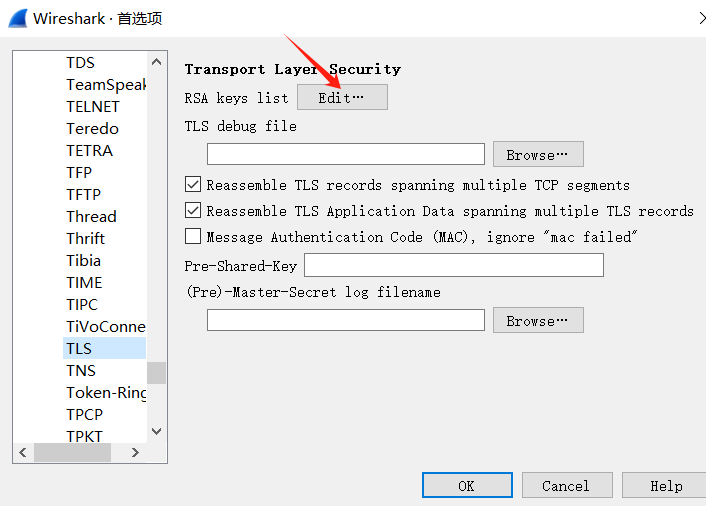 Wireshark · 首选项
TDS
TeamSpeak
TELNET
Teredo
TETRA
TFP
TFTP
Thread
Thrift
Tibia
TIME
TIPC
TiVoConne
TLS
TNS
Token-Ring
TPCP
TPKT
Transport Layer Security
RSA keys list Edit…
TLS debug file
Browse…
Reassemble TLS records spanning multiple TCP segments
Reassemble TLS Application Data spanning multiple TLS records
Message Authentication Code (MAC), ignore "mac failed"
Pre-Shared-Key
(Pre)-Master-Secret log filename
Browse…
OK Cancel Help